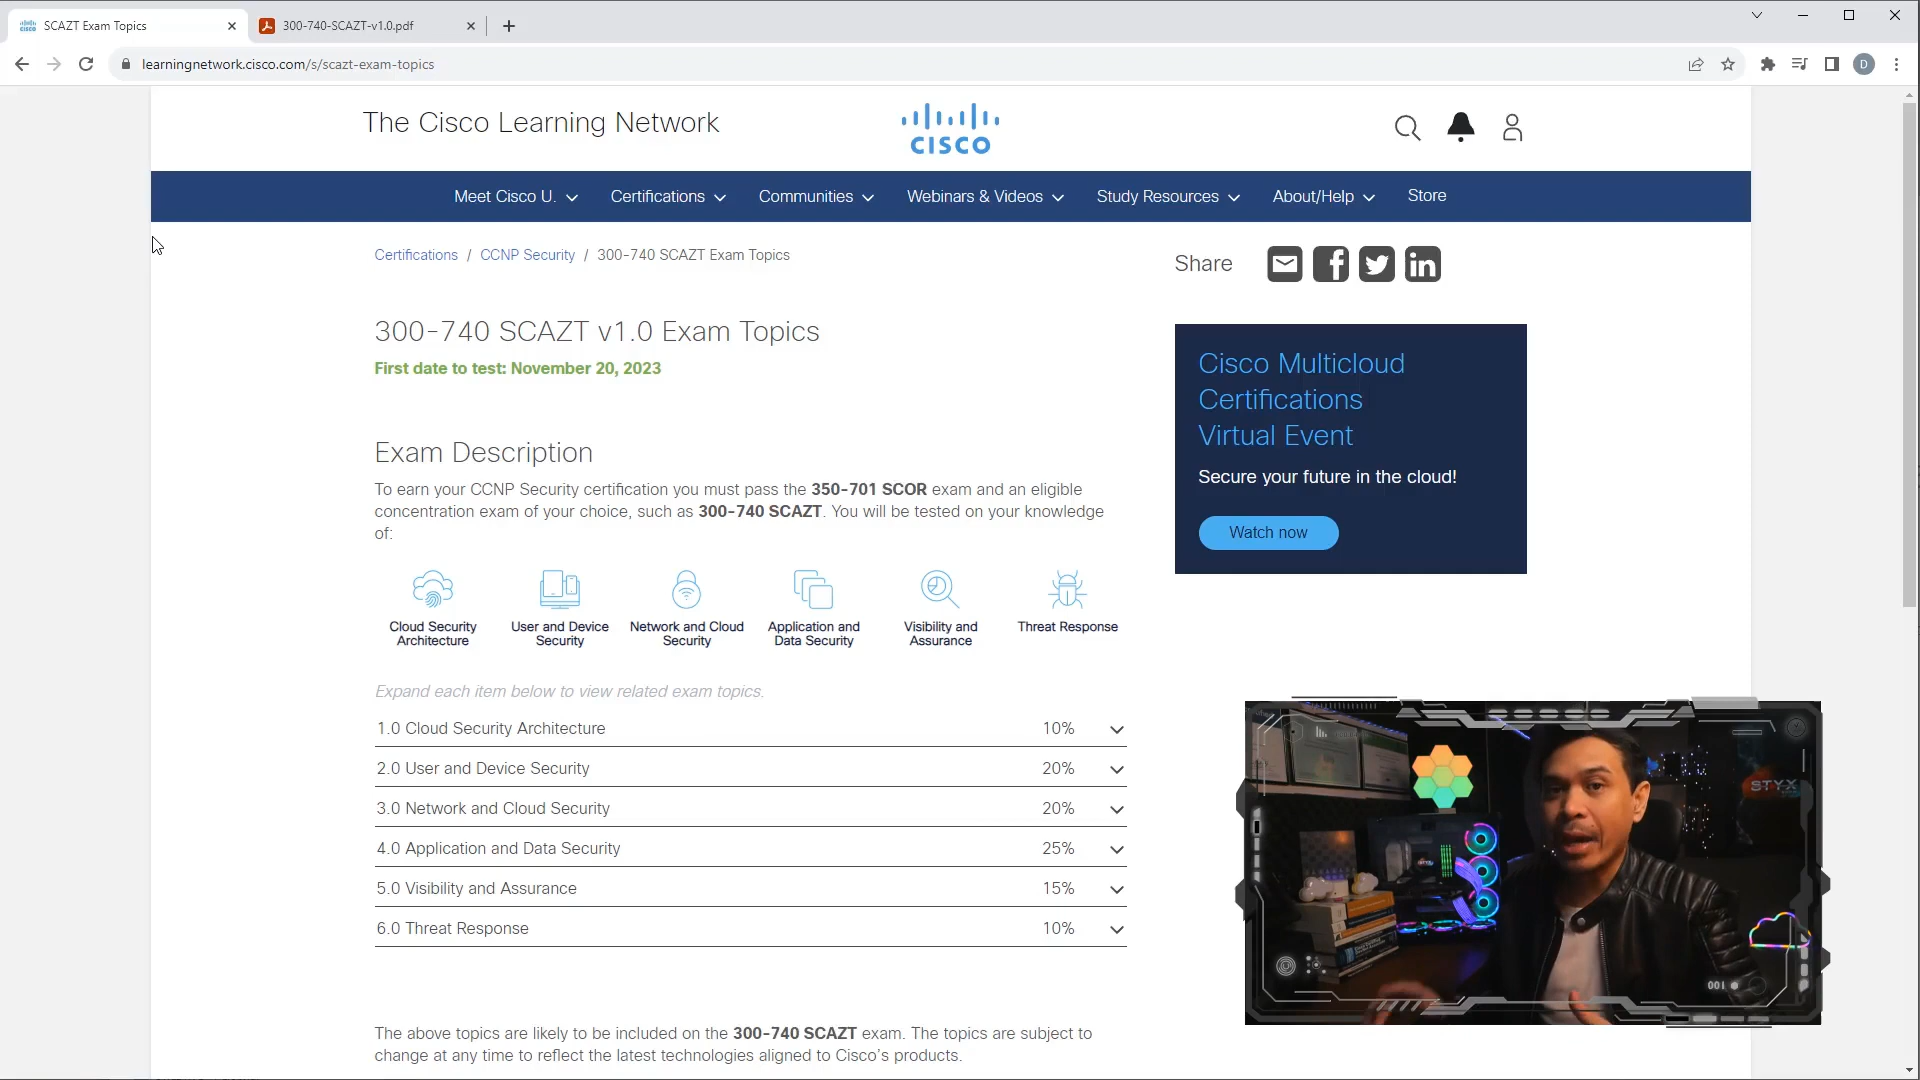 SCAZT Exam Topics
300-740-SCAZT-v1.0.pdf
learningnetwork.cisco.com/s/scazt-exam-topics
D
The Cisco Learning Network
CISCO
Meet Cisco U.
Certifications
Communities
Webinars & Videos
Study Resources
About/Help
Store
Certifications / CCNP Security / 300-740 SCAZT Exam Topics
Share
300-740 SCAZT v1.0 Exam Topics
First date to test: November 20, 2023
Cisco Multicloud
Certifications
Virtual Event
Secure your future in the cloud!
Watch now
Exam Description
To earn your CCNP Security certification you must pass the 350-701 SCOR exam and an eligible
concentration exam of your choice, such as 300-740 SCAZT. You will be tested on your knowledge
of:
Cloud Security
Architecture
User and Device
Security
Network and Cloud
Security
Application and
Data Security
Visibility and
Assurance
Threat Response
Expand each item below to view related exam topics.
1.0 Cloud Security Architecture 10%
2.0 User and Device Security 20%
3.0 Network and Cloud Security 20%
4.0 Application and Data Security 25%
5.0 Visibility and Assurance 15%
6.0 Threat Response 10%
STYX
001
The above topics are likely to be included on the 300-740 SCAZT exam. The topics are subject to
change at any time to reflect the latest technologies aligned to Cisco's products.